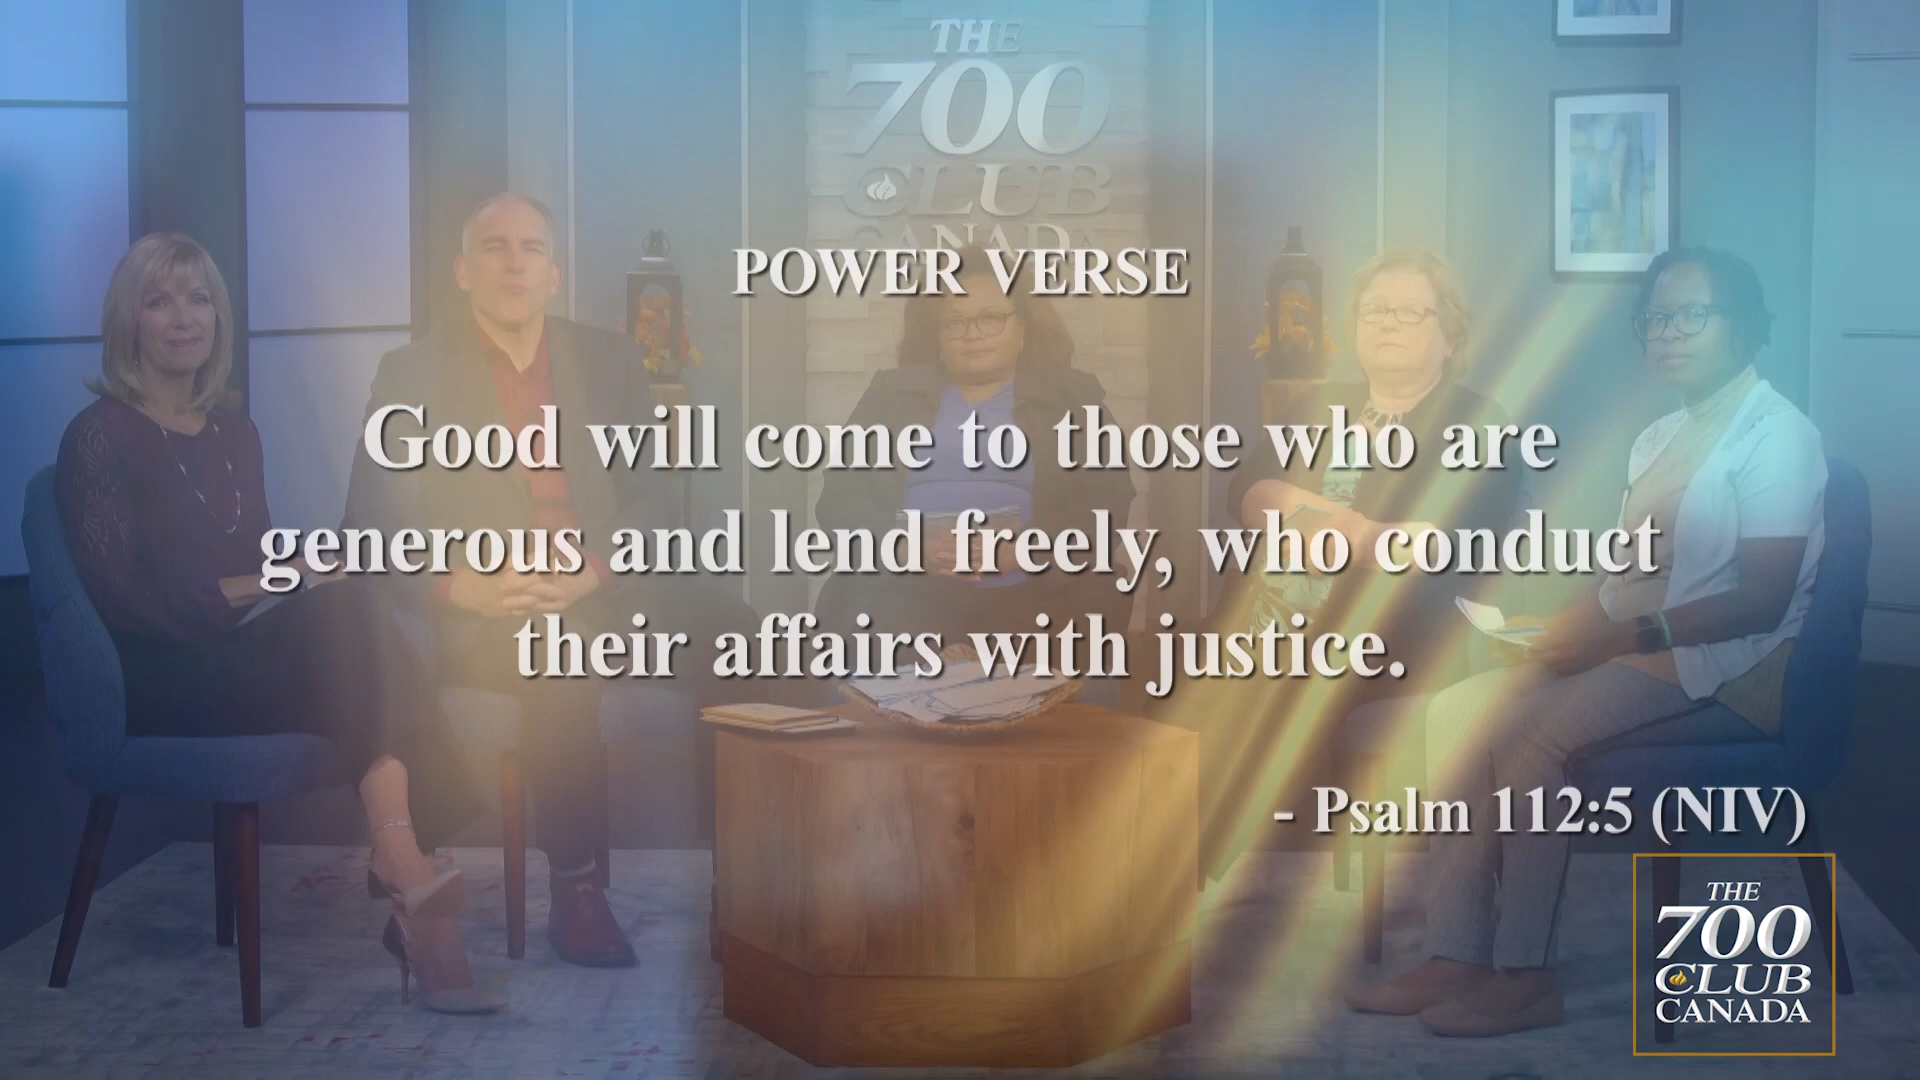 THE
700
CLUB
CANADA
POWER VERSE
Good will come to those who are
generous and lend freely, who conduct
their affairs with justice.
- Psalm 112:5 (NIV)
THE
700
CLUB
CANADA